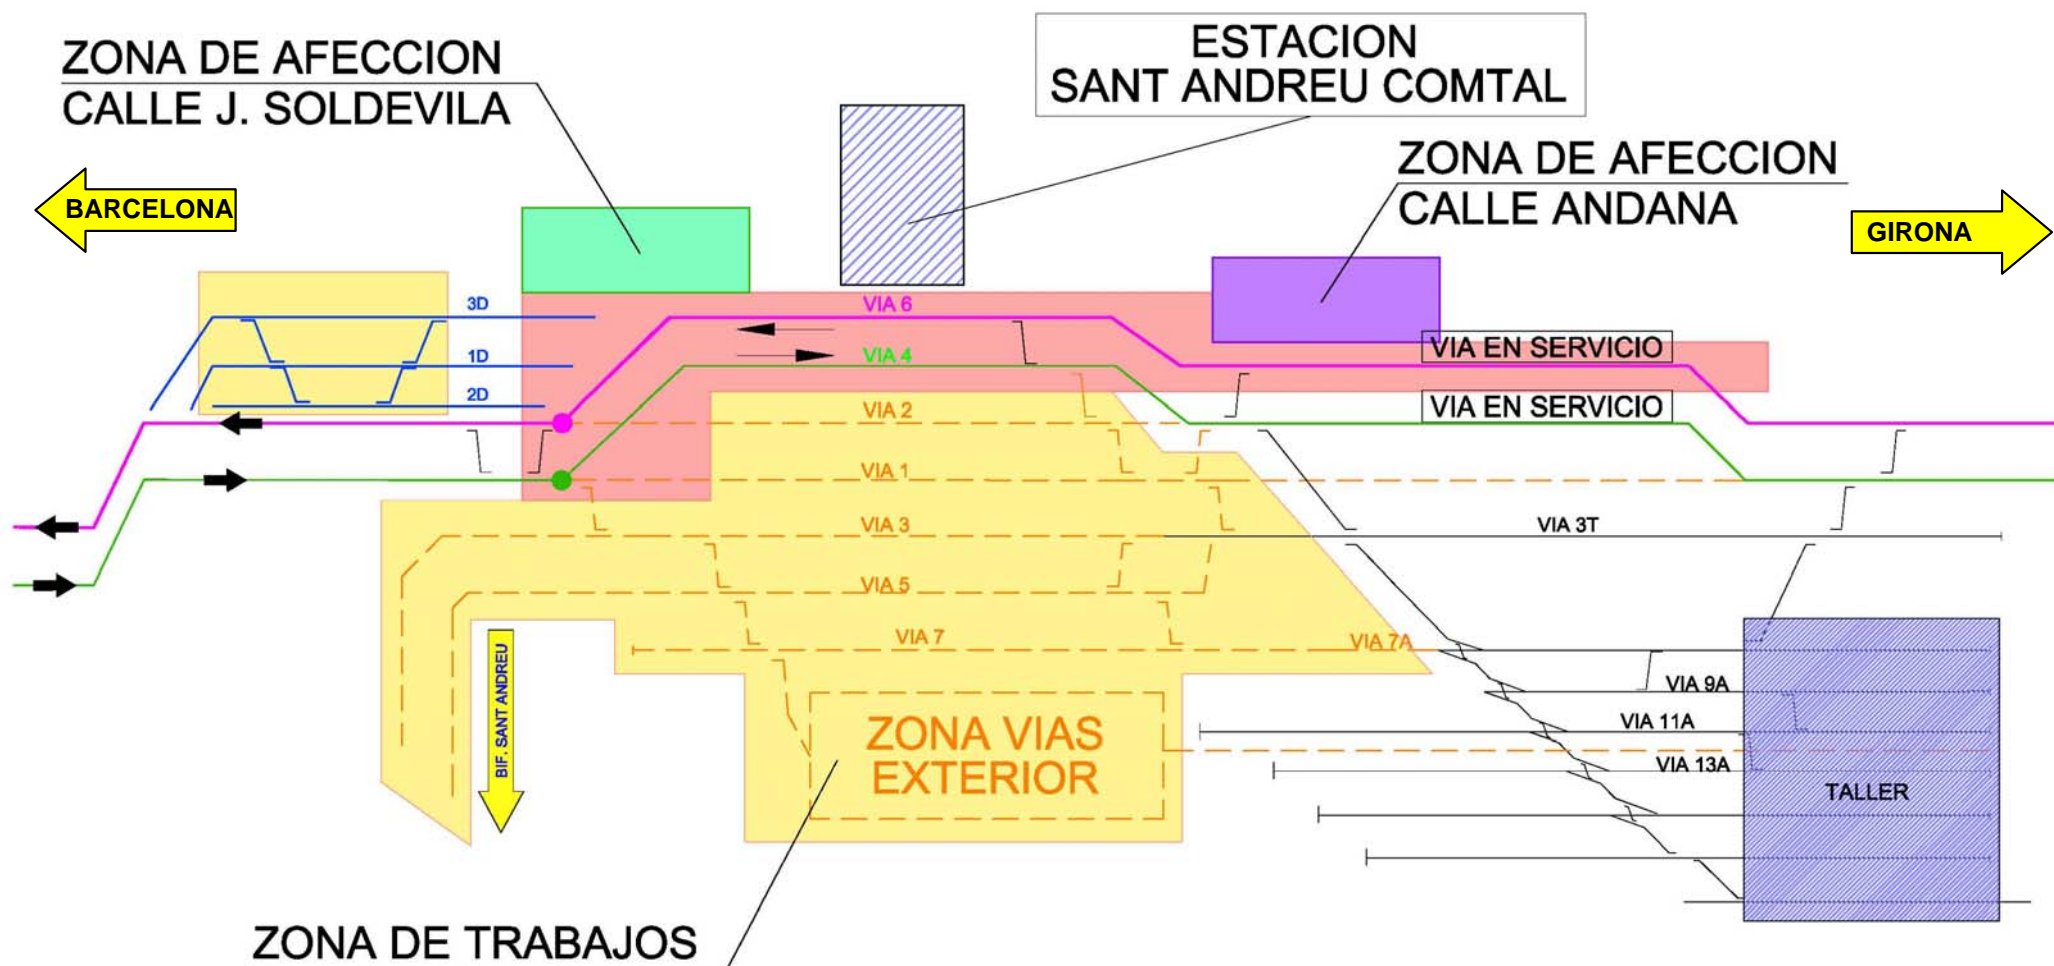 ZONA DE AFECCION
CALLE J. SOLDEVILA
ESTACION
SANT ANDREU COMTAL
ZONA DE AFECCION
CALLE ANDANA
BARCELONA
GIRONA
3D
VIA 6
1D
VIA 4
VIA EN SERVICIO
2D
VIA 2
VIA EN SERVICIO
VIA 1
VIA 3
VIA 3T
VIA 5
VIA 7
VIA 7A
BIF. SANT ANDREU
VIA 9A
VIA 11A
ZONA VIAS
EXTERIOR
VIA 13A
TALLER
ZONA DE TRABAJOS